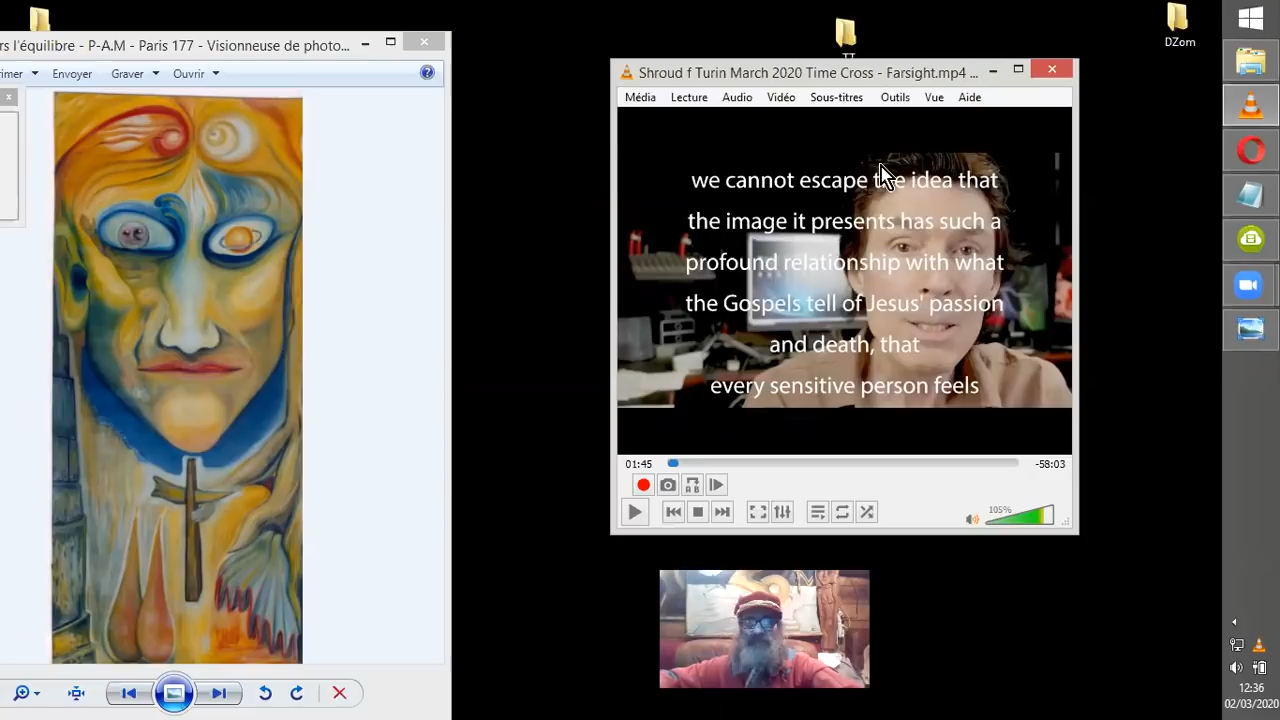 DZom
rs l'équilibre - P-A.M - Paris 177 - Visionneuse de photo...
imer Envoyer Graver Ouvrir
Shroud f Turin March 2020 Time Cross - Farsight.mp4 ...
Média Lecture Audio Vidéo Sous-titres Outils Vue Aide
we cannot escape the idea that
the image it presents has such a
profound relationship with what
the Gospels tell of Jesus' passion
and death, that
every sensitive person feels
01:45 -58:03
105%
12:36
02/03/2020